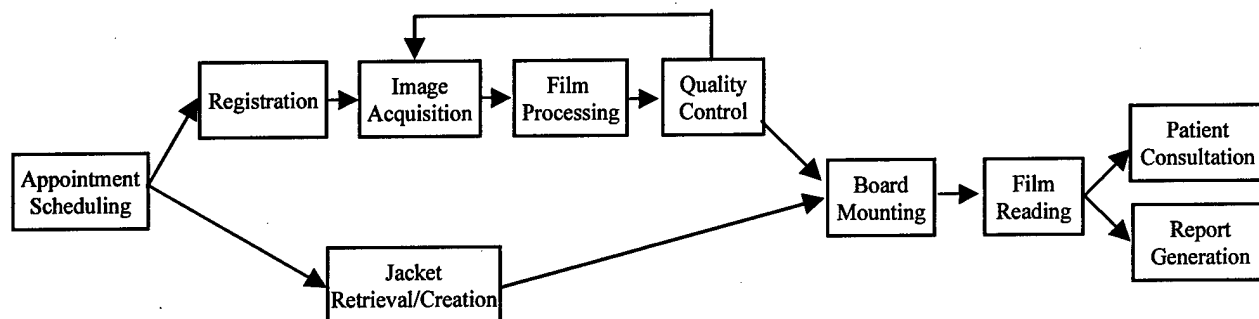 Appointment
Scheduling
Registration
Image
Acquisition
Film
Processing
Quality
Control
Jacket
Retrieval/Creation
Board
Mounting
Film
Reading
Patient
Consultation
Report
Generation